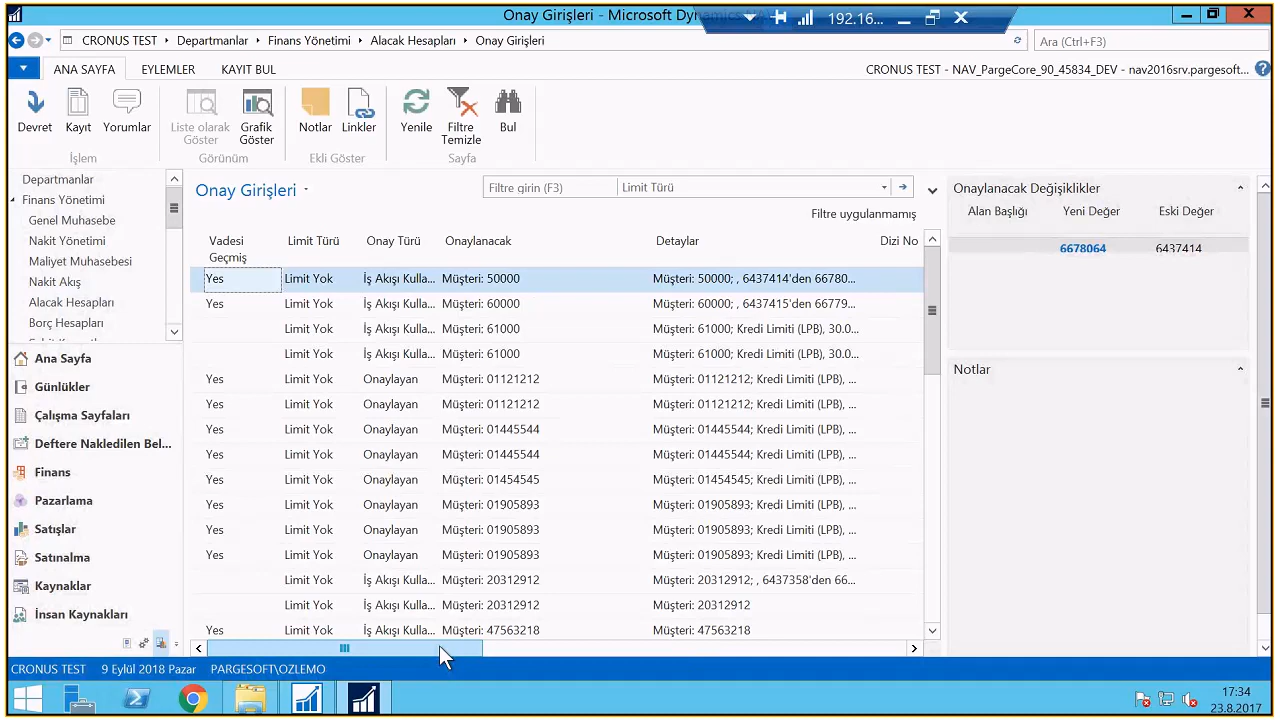 Onay Girişleri - Microsoft Dynamics
192.16...
CRONUS TEST
Departmanlar
Finans Yönetimi
Alacak Hesapları
Onay Girişleri
Ara (Ctrl+F3)
ANA SAYFA
EYLEMLER
KAYIT BUL
CRONUS TEST - NAV_PargeCore_90_45834_DEV - nav2016srv.pargesoft...
Devret
Kayıt
Yorumlar
Liste olarak
Göster
Grafik
Göster
Notlar
Linkler
Yenile
Filtre
Temizle
Bul
İşlem
Görünüm
Ekli Göster
Sayfa
Departmanlar
Finans Yönetimi
Genel Muhasebe
Nakit Yönetimi
Maliyet Muhasebesi
Nakit Akış
Alacak Hesapları
Borç Hesapları
Ana Sayfa
Günlükler
Çalışma Sayfaları
Deftere Nakledilen Bel...
Finans
Pazarlama
Satışlar
Satınalma
Kaynaklar
İnsan Kaynakları
Onay Girişleri
Filtre girin (F3)
Limit Türü
Filtre uygulanmamış
Vadesi Geçmiş Limit Türü Onay Türü Onaylanacak Detaylar Dizi No
Yes Limit Yok İş Akışı Kulla... Müşteri: 50000 Müşteri: 50000; , 6437414'den 66780...
Yes Limit Yok İş Akışı Kulla... Müşteri: 60000 Müşteri: 60000; , 6437415'den 66779...
Limit Yok İş Akışı Kulla... Müşteri: 61000 Müşteri: 61000; Kredi Limiti (LPB), 30.0...
Limit Yok İş Akışı Kulla... Müşteri: 61000 Müşteri: 61000; Kredi Limiti (LPB), 30.0...
Yes Limit Yok Onaylayan Müşteri: 01121212 Müşteri: 01121212; Kredi Limiti (LPB), ...
Yes Limit Yok Onaylayan Müşteri: 01121212 Müşteri: 01121212; Kredi Limiti (LPB), ...
Yes Limit Yok Onaylayan Müşteri: 01445544 Müşteri: 01445544; Kredi Limiti (LPB), ...
Yes Limit Yok Onaylayan Müşteri: 01445544 Müşteri: 01445544; Kredi Limiti (LPB), ...
Yes Limit Yok Onaylayan Müşteri: 01454545 Müşteri: 01454545; Kredi Limiti (LPB), ...
Yes Limit Yok Onaylayan Müşteri: 01905893 Müşteri: 01905893; Kredi Limiti (LPB), ...
Yes Limit Yok Onaylayan Müşteri: 01905893 Müşteri: 01905893; Kredi Limiti (LPB), ...
Yes Limit Yok Onaylayan Müşteri: 01905893 Müşteri: 01905893; Kredi Limiti (LPB), ...
Limit Yok İş Akışı Kulla... Müşteri: 20312912 Müşteri: 20312912; , 6437358'den 66...
Limit Yok İş Akışı Kulla... Müşteri: 20312912 Müşteri: 20312912
Yes Limit Yok İş Akışı Kulla... Müşteri: 47563218 Müşteri: 47563218
Onaylanacak Değişiklikler
Alan Başlığı Yeni Değer Eski Değer
6678064 6437414
Notlar
CRONUS TEST 9 Eylül 2018 Pazar PARGESOFT\OZLEMO
17:34
23.8.2017